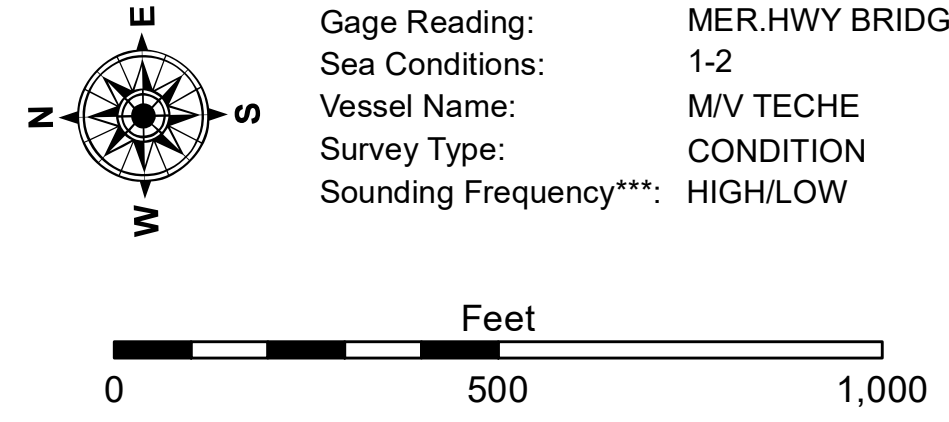 E
N S
W
Gage Reading: MER.HWY BRIDG
Sea Conditions: 1-2
Vessel Name: M/V TECHE
Survey Type: CONDITION
Sounding Frequency***: HIGH/LOW
Feet
0 500 1,000